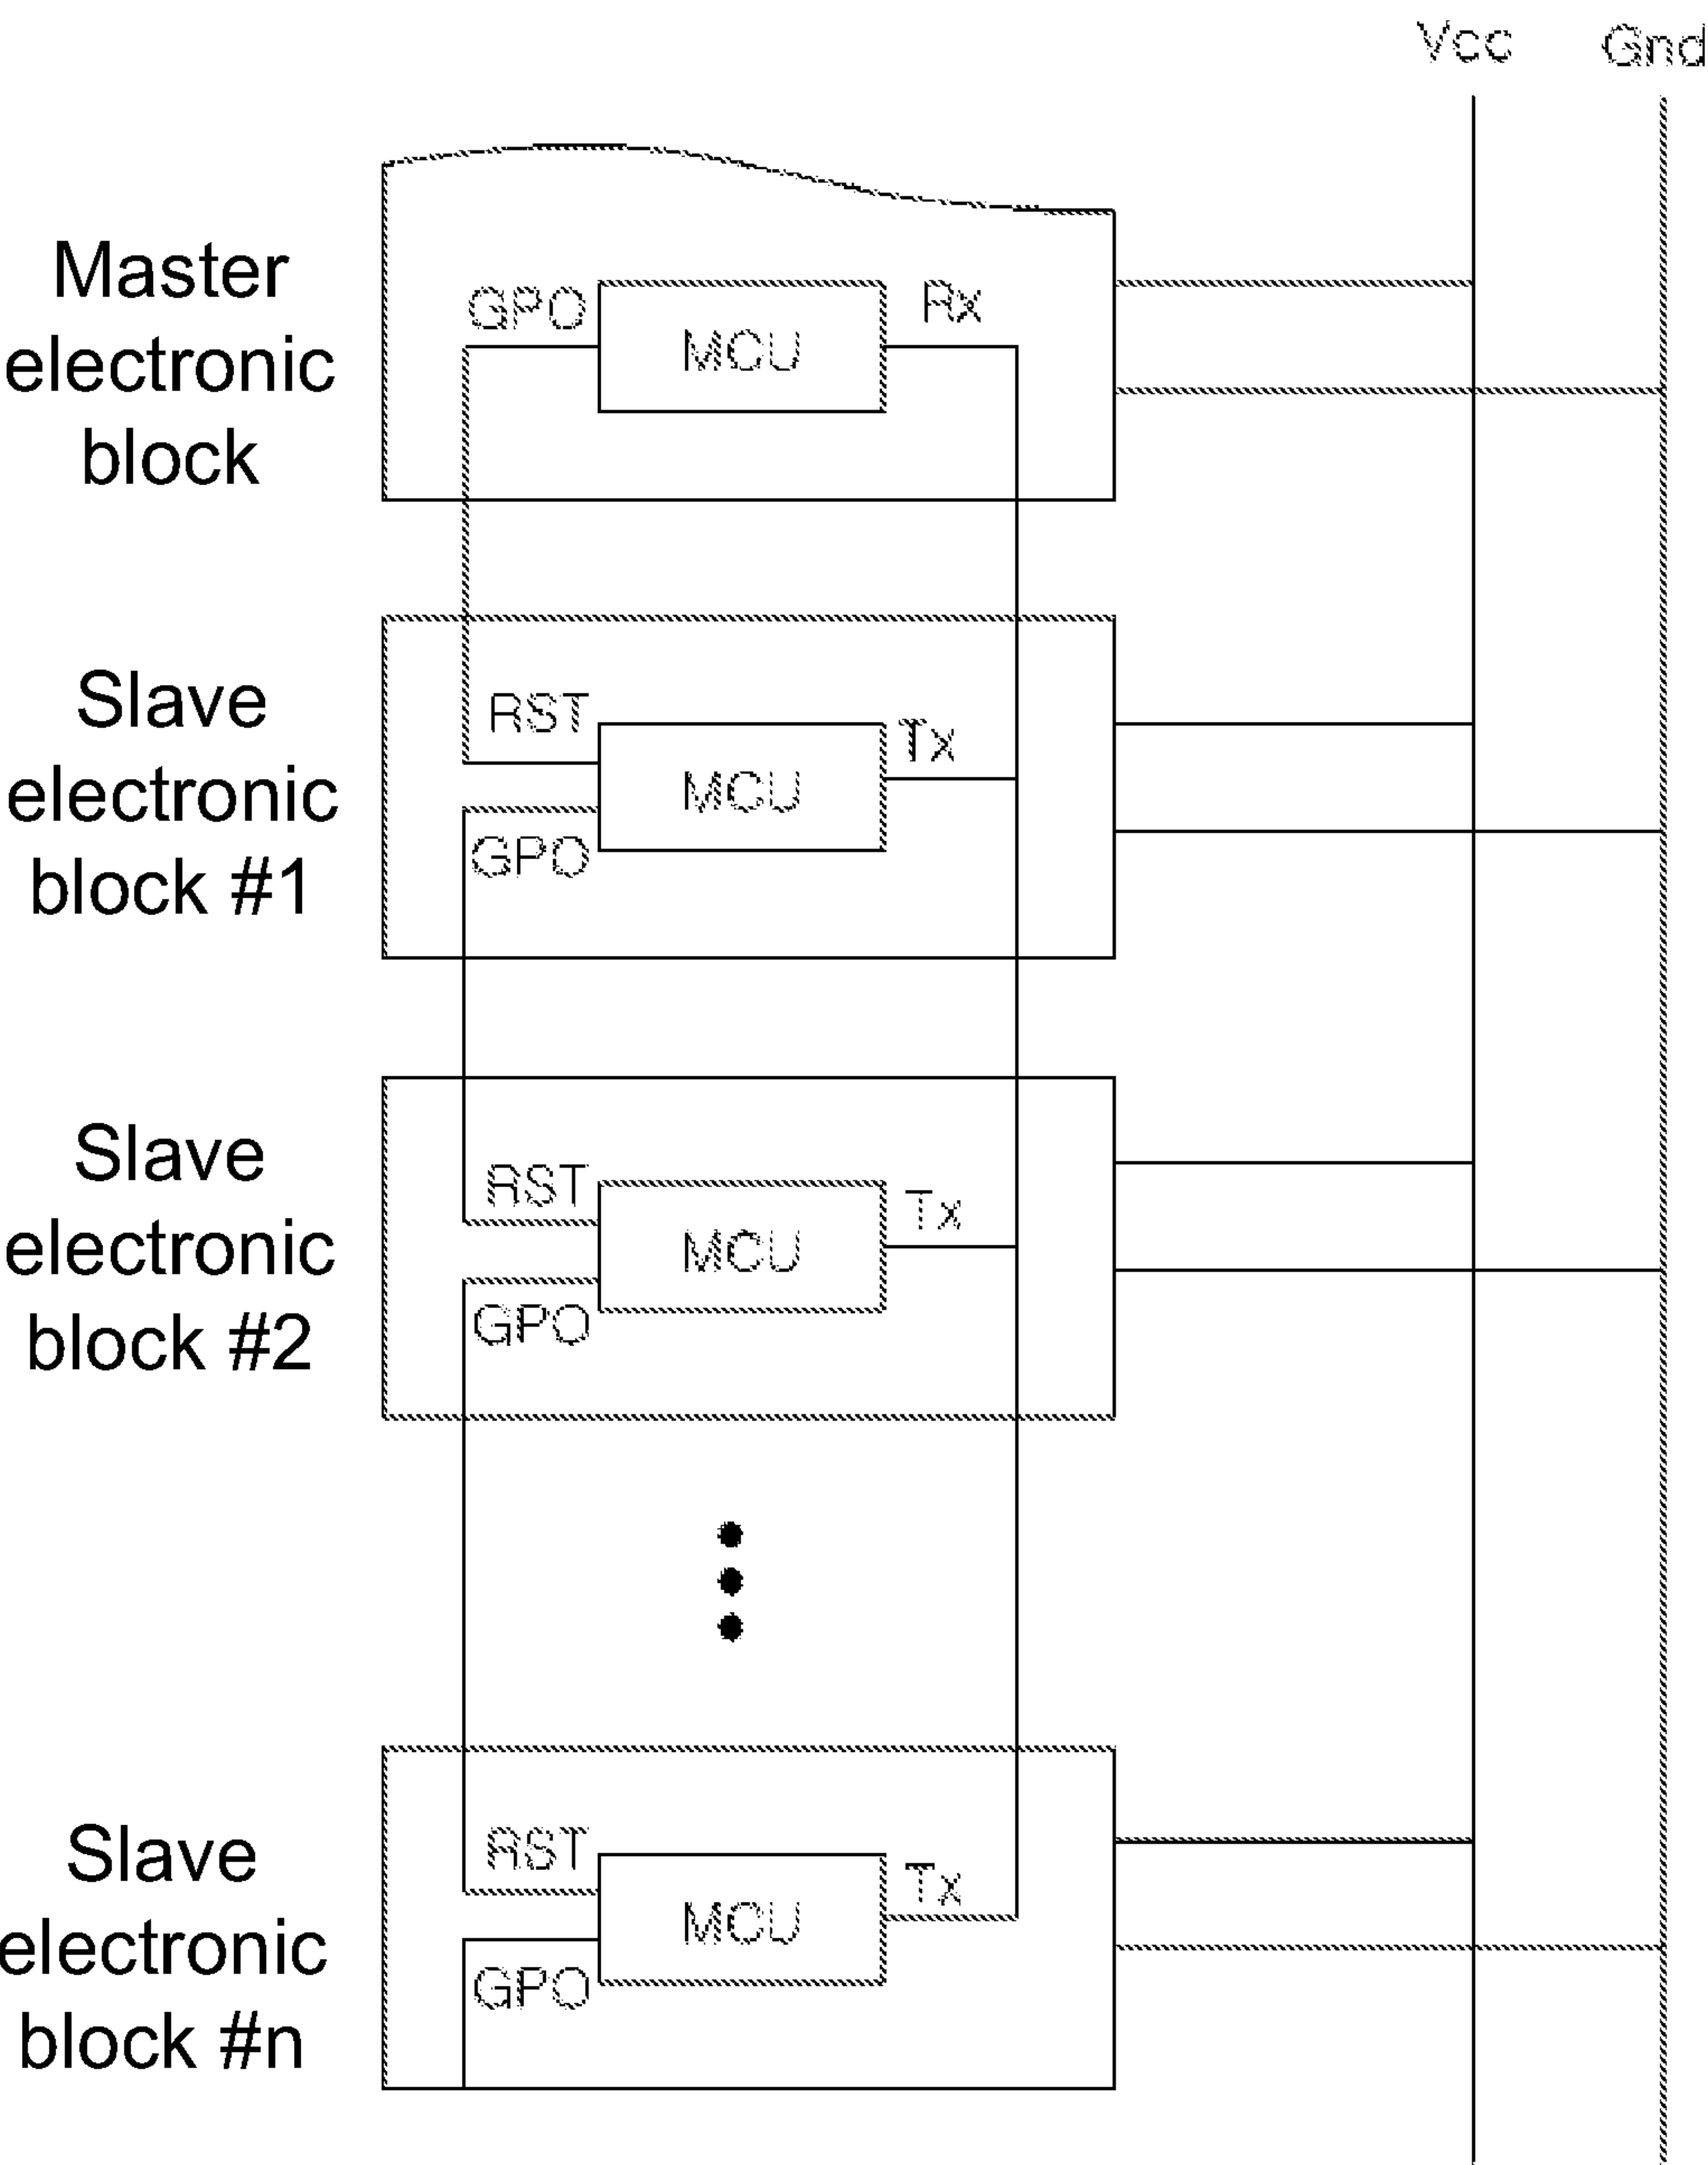 Vcc Gnd
Master
electronic
block
GPO
MCU
Rx
Slave
electronic
block #1
RST
MCU
Tx
GPO
Slave
electronic
block #2
RST
MCU
Tx
GPO
Slave
electronic
block #n
RST
MCU
Tx
GPO